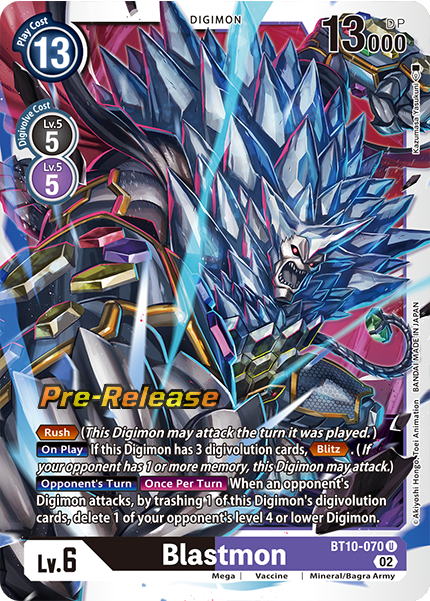 Play Cost
13
DIGIMON
13000 DP
Digivolve Cost
Lv.5
5
Lv.5
5
Kazumasa Yasukuni
©Akiyoshi Hongo, Toei Animation BANDAI MADE IN JAPAN
Pre-Release
Rush (This Digimon may attack the turn it was played.)
On Play If this Digimon has 3 digivolution cards, Blitz . (If
your opponent has 1 or more memory, this Digimon may attack.)
Opponent's Turn Once Per Turn When an opponent's
Digimon attacks, by trashing 1 of this Digimon's digivolution
cards, delete 1 of your opponent's level 4 or lower Digimon.
Lv.6
Blastmon
BT10-070 U
02
Mega | Vaccine | Mineral/Bagra Army